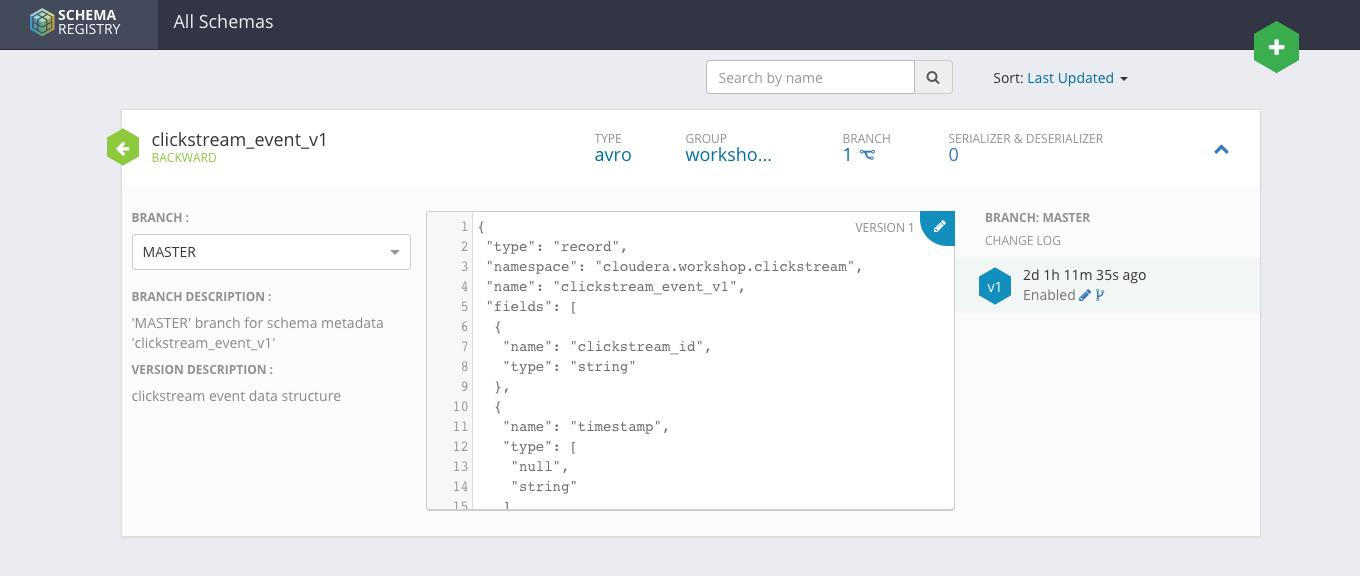 SCHEMA
REGISTRY
All Schemas
Search by name
Sort: Last Updated
clickstream_event_v1
BACKWARD
TYPE
avro
GROUP
worksho...
BRANCH
1
SERIALIZER & DESERIALIZER
0
BRANCH :
MASTER
BRANCH DESCRIPTION :
'MASTER' branch for schema metadata
'clickstream_event_v1'
VERSION DESCRIPTION :
clickstream event data structure
VERSION 1
1 {
2 "type": "record",
3 "namespace": "cloudera.workshop.clickstream",
4 "name": "clickstream_event_v1",
5 "fields": [
6 {
7 "name": "clickstream_id",
8 "type": "string"
9 },
10 {
11 "name": "timestamp",
12 "type": [
13 "null",
14 "string"
15 ]
BRANCH: MASTER
CHANGE LOG
v1
2d 1h 11m 35s ago
Enabled